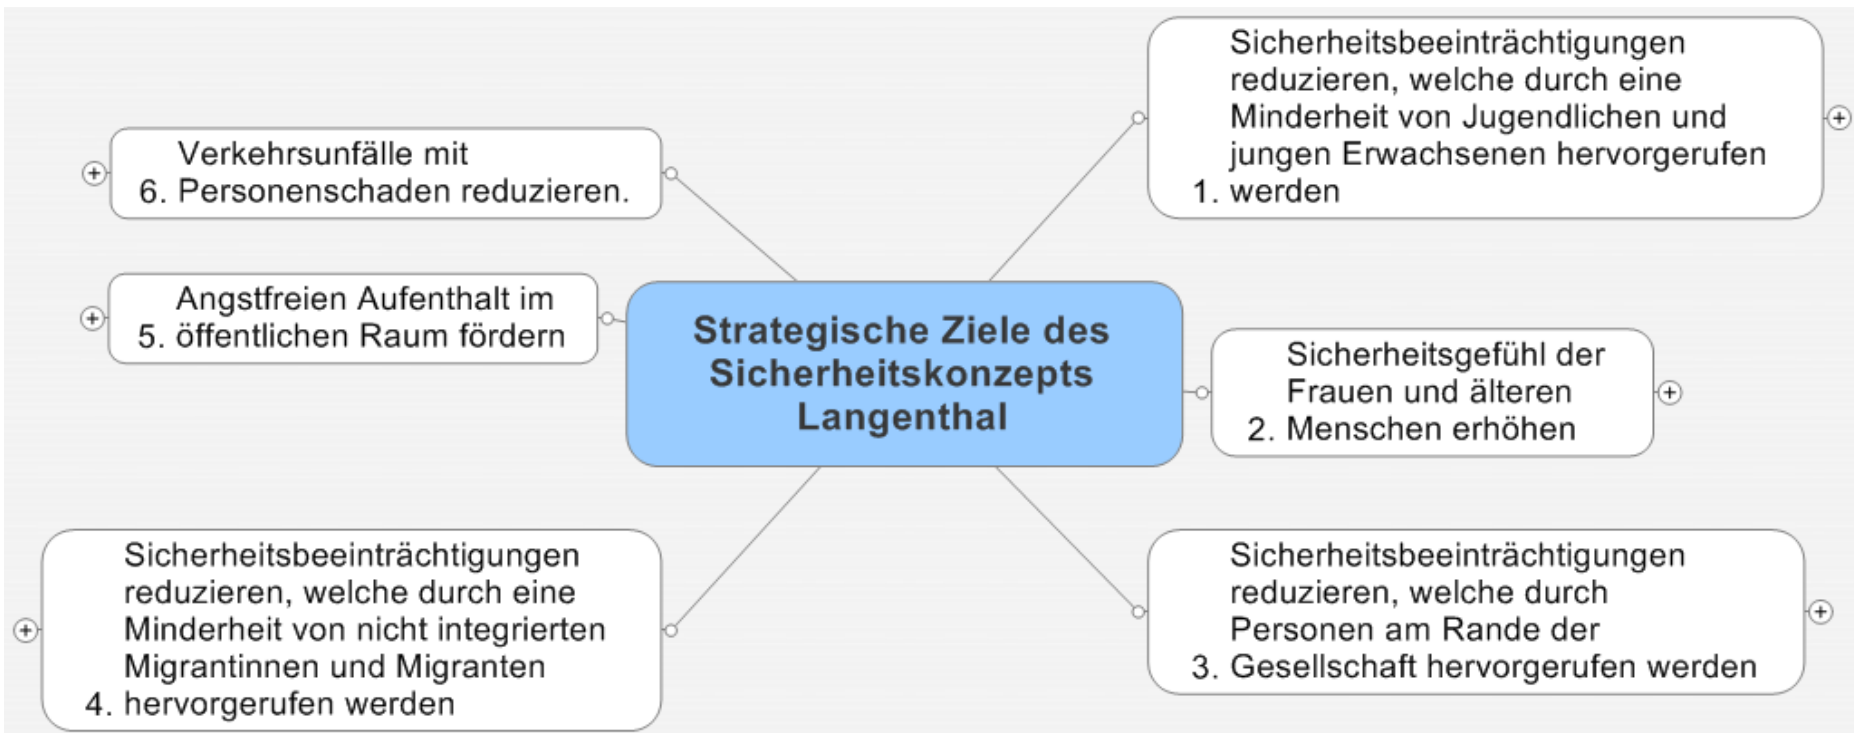 Strategische Ziele des
Sicherheitskonzepts
Langenthal
Sicherheitsbeeinträchtigungen
reduzieren, welche durch eine
Minderheit von Jugendlichen und
jungen Erwachsenen hervorgerufen
1. werden
Sicherheitsgefühl der
Frauen und älteren
2. Menschen erhöhen
Sicherheitsbeeinträchtigungen
reduzieren, welche durch
Personen am Rande der
3. Gesellschaft hervorgerufen werden
Sicherheitsbeeinträchtigungen
reduzieren, welche durch eine
Minderheit von nicht integrierten
Migrantinnen und Migranten
4. hervorgerufen werden
Angstfreien Aufenthalt im
5. öffentlichen Raum fördern
Verkehrsunfälle mit
6. Personenschaden reduzieren.